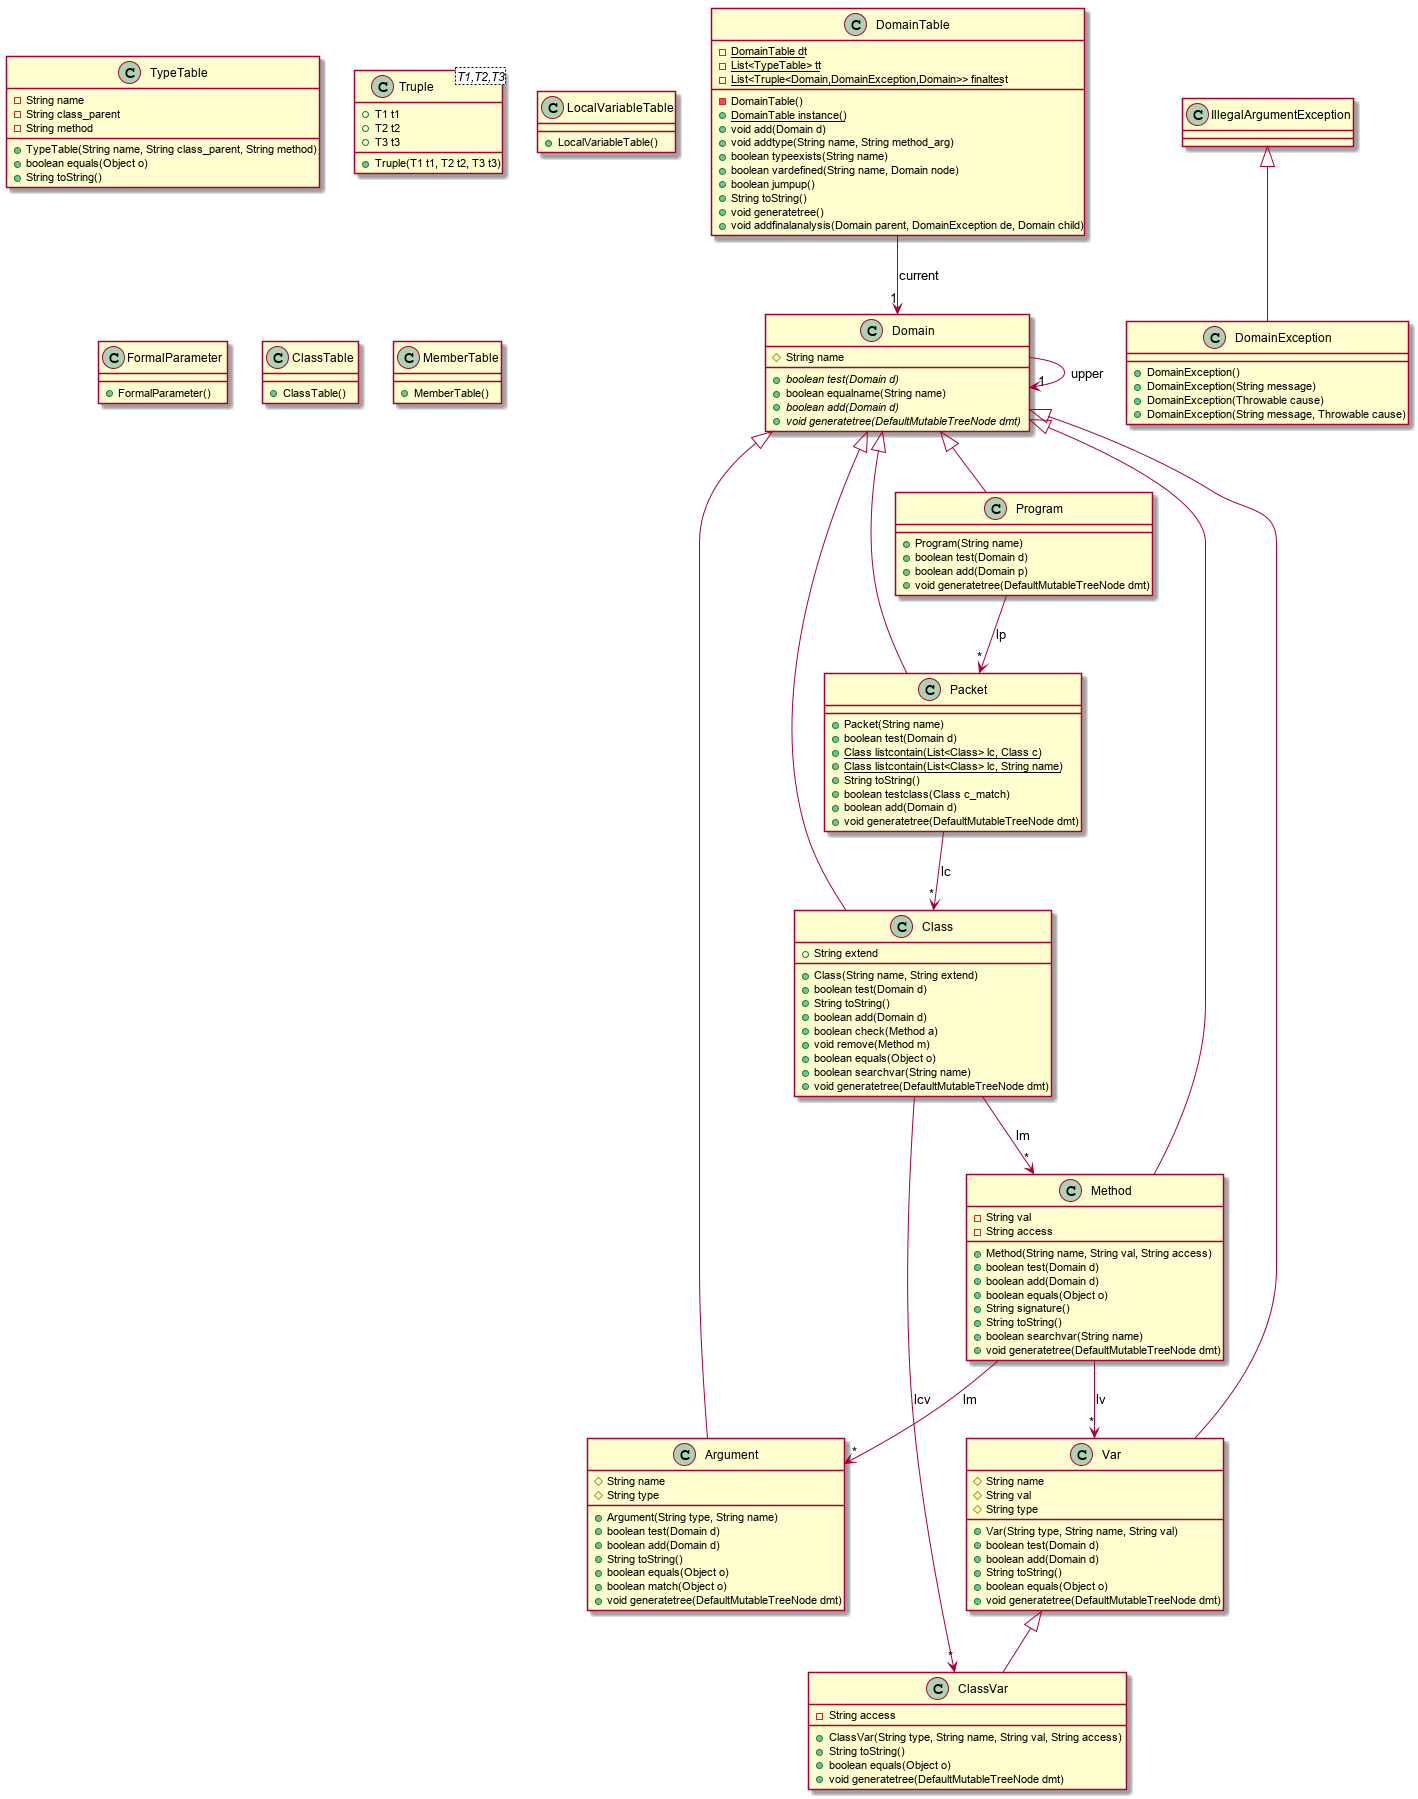 C DomainTable
DomainTable dt
List<TypeTable> tt
List<Truple<Domain,DomainException,Domain>> finaltest
DomainTable()
DomainTable instance()
void add(Domain d)
void addtype(String name, String method_arg)
boolean typeexists(String name)
boolean vardefined(String name, Domain node)
boolean jumpup()
String toString()
void generatetree()
void addfinalanalysis(Domain parent, DomainException de, Domain child)
C TypeTable
String name
String class_parent
String method
TypeTable(String name, String class_parent, String method)
boolean equals(Object o)
String toString()
C Truple
T1,T2,T3
T1 t1
T2 t2
T3 t3
Truple(T1 t1, T2 t2, T3 t3)
C LocalVariableTable
LocalVariableTable()
C IllegalArgumentException
current
1
C FormalParameter
FormalParameter()
C ClassTable
ClassTable()
C MemberTable
MemberTable()
C Domain
String name
boolean test(Domain d)
boolean equalname(String name)
boolean add(Domain d)
void generatetree(DefaultMutableTreeNode dmt)
1
upper
C DomainException
DomainException()
DomainException(String message)
DomainException(Throwable cause)
DomainException(String message, Throwable cause)
C Program
Program(String name)
boolean test(Domain d)
boolean add(Domain p)
void generatetree(DefaultMutableTreeNode dmt)
lp
*
C Packet
Packet(String name)
boolean test(Domain d)
Class listcontain(List<Class> lc, Class c)
Class listcontain(List<Class> lc, String name)
String toString()
boolean testclass(Class c_match)
boolean add(Domain d)
void generatetree(DefaultMutableTreeNode dmt)
lc
*
C Class
String extend
Class(String name, String extend)
boolean test(Domain d)
String toString()
boolean add(Domain d)
boolean check(Method a)
void remove(Method m)
boolean equals(Object o)
boolean searchvar(String name)
void generatetree(DefaultMutableTreeNode dmt)
lm
*
C Method
String val
String access
Method(String name, String val, String access)
boolean test(Domain d)
boolean add(Domain d)
boolean equals(Object o)
String signature()
String toString()
boolean searchvar(String name)
void generatetree(DefaultMutableTreeNode dmt)
lcv
lm
lv
*
*
C Argument
String name
String type
Argument(String type, String name)
boolean test(Domain d)
boolean add(Domain d)
String toString()
boolean equals(Object o)
boolean match(Object o)
void generatetree(DefaultMutableTreeNode dmt)
C Var
String name
String val
String type
Var(String type, String name, String val)
boolean test(Domain d)
boolean add(Domain d)
String toString()
boolean equals(Object o)
void generatetree(DefaultMutableTreeNode dmt)
*
C ClassVar
String access
ClassVar(String type, String name, String val, String access)
String toString()
boolean equals(Object o)
void generatetree(DefaultMutableTreeNode dmt)